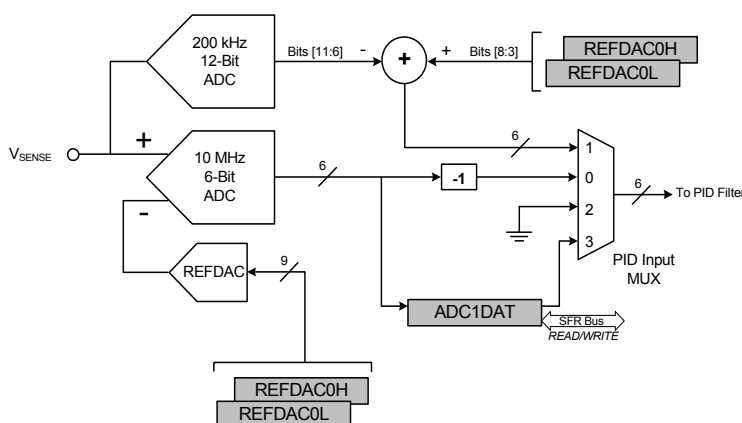 200 kHz
12-Bit
ADC
Bits [11:6]
-
+
+
Bits [8:3]
REFDAC0H
REFDAC0L
VSENSE
+
-
10 MHz
6-Bit
ADC
6
-1
6
1
0
2
3
6
To PID Filter
PID Input
MUX
REFDAC
9
ADC1DAT
SFR Bus
READ/WRITE
REFDAC0H
REFDAC0L